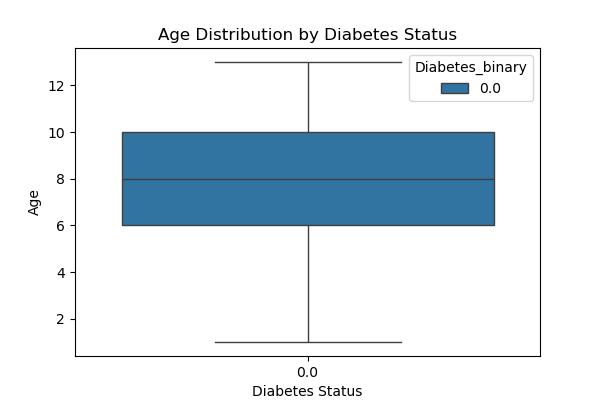 Age Distribution by Diabetes Status
Diabetes_binary
0.0
12
10
8
6
4
2
Age
0.0
Diabetes Status